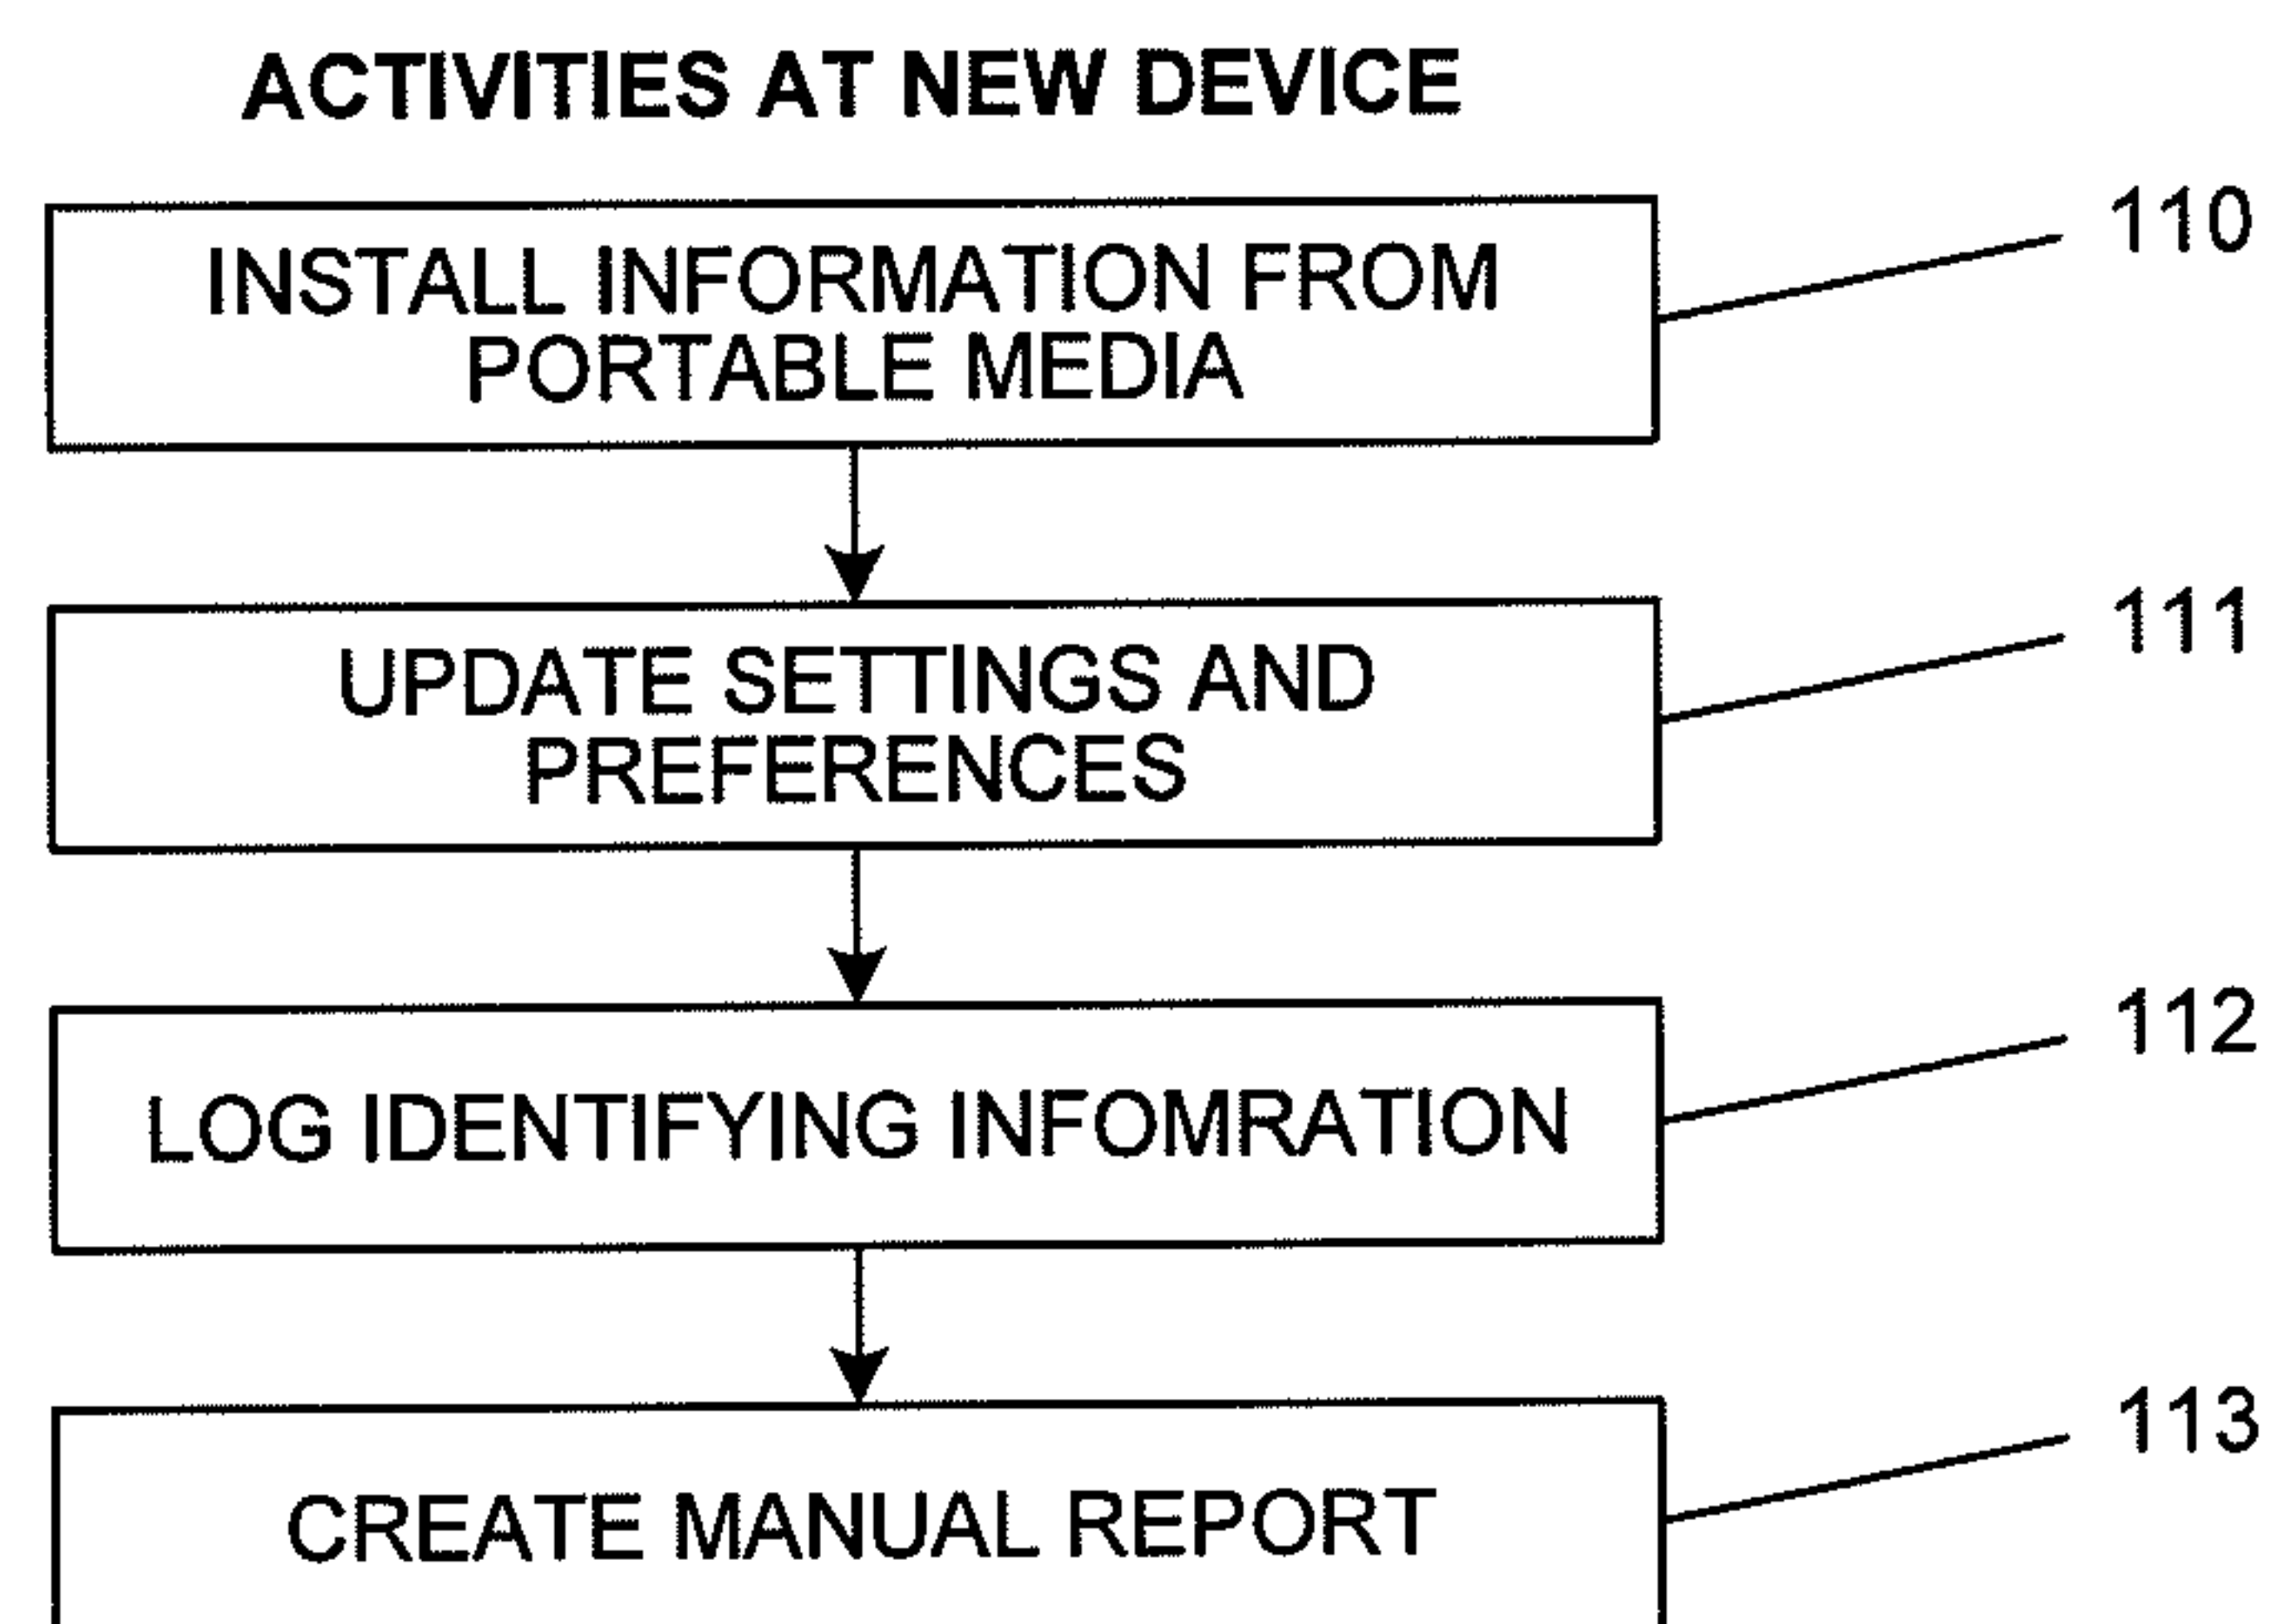 ACTIVITIES AT NEW DEVICE
110
INSTALL INFORMATION FROM
PORTABLE MEDIA
111
UPDATE SETTINGS AND
PREFERENCES
112
LOG IDENTIFYING INFOMRATION
113
CREATE MANUAL REPORT